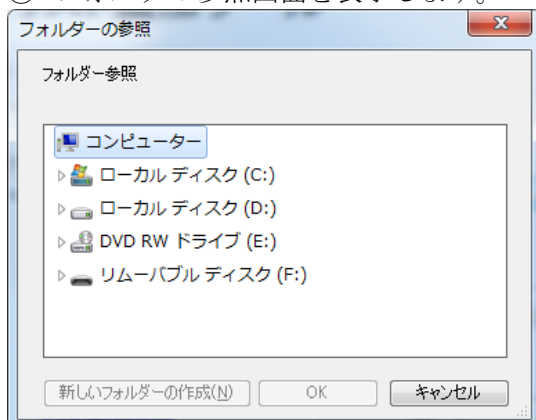 フォルダーの参照
フォルダー参照
コンピューター
ローカル ディスク (C:)
ローカル ディスク (D:)
DVD RW ドライブ (E:)
リムーバブル ディスク (F:)
新しいフォルダーの作成(N) OK キャンセル